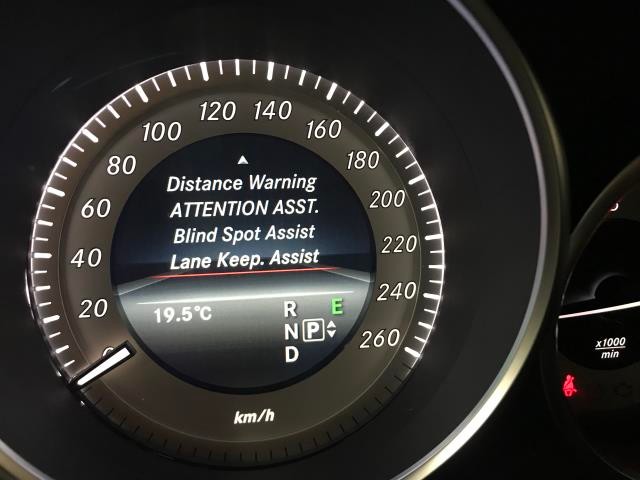 120 140
100 160
80 180
60 200
40 220
20 240
0 260
Distance Warning
ATTENTION ASST.
Blind Spot Assist
Lane Keep. Assist
19.5°C
R E
N P
D
km/h
x1000
min